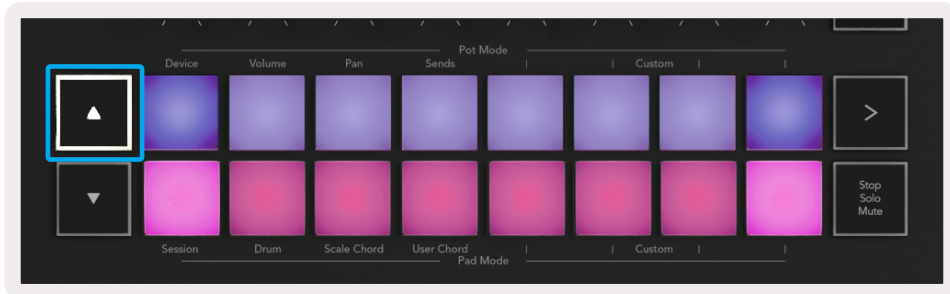 Pot Mode
Device Volume Pan Sends Custom
Stop
Solo
Mute
Session Drum Scale Chord User Chord Custom
Pad Mode